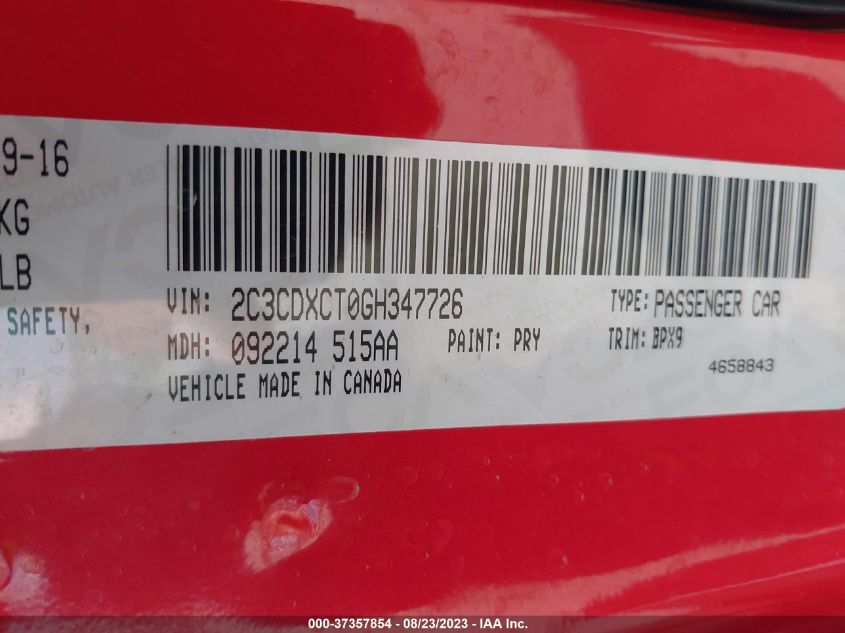 9-16
KG
LB
SAFETY,
VIN: 2C3CDXCT0GH347726 TYPE: PASSENGER CAR
MDH: 092214 515AA PAINT: PRY TRIM: BPX9
VEHICLE MADE IN CANADA 4658843
000-37357854 / 08/23/2023 - IAA Inc.